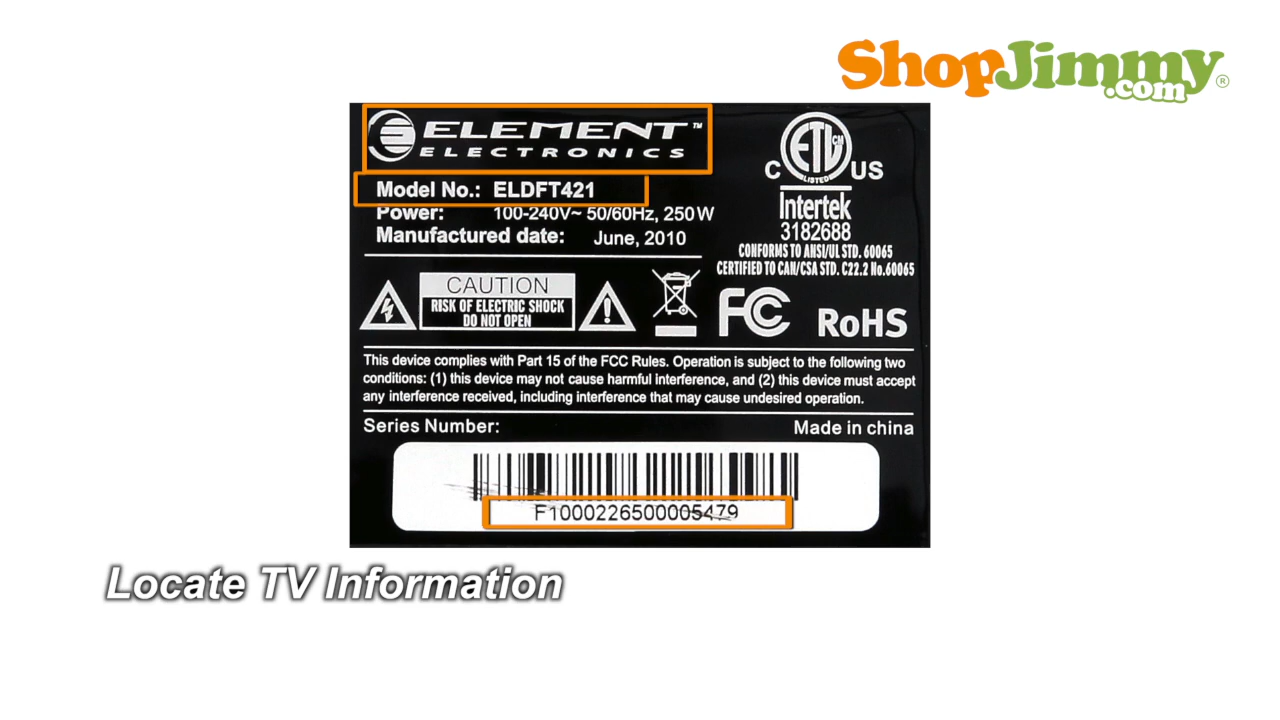 ShopJimmy.com®
ELEMENT™
ELECTRONICS
Model No.: ELDFT421
Power: 100-240V~ 50/60Hz, 250W
Manufactured date: June, 2010
ETL CM
LISTED
C US
Intertek
3182688
CONFORMS TO ANSI/UL STD. 60065
CERTIFIED TO CAN/CSA STD. C22.2 No.60065
CAUTION
RISK OF ELECTRIC SHOCK
DO NOT OPEN
FC
RoHS
This device complies with Part 15 of the FCC Rules. Operation is subject to the following two
conditions: (1) this device may not cause harmful interference, and (2) this device must accept
any interference received, including interference that may cause undesired operation.
Series Number: Made in china
F1000226500005479
Locate TV Information